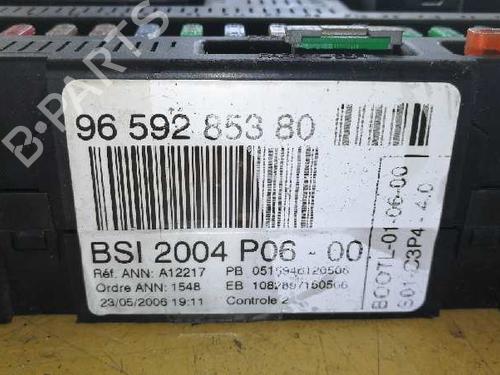 96 592 853 80
BSI 2004 P06 - 00
Réf. ANN: A12217 PB 0515946120506
Ordre ANN: 1548 EB 1082897150506
23/05/2006 19:11 Controle 2
BOOTL-01-06-00
S01-C3P4 - 4.0
B-PARTS